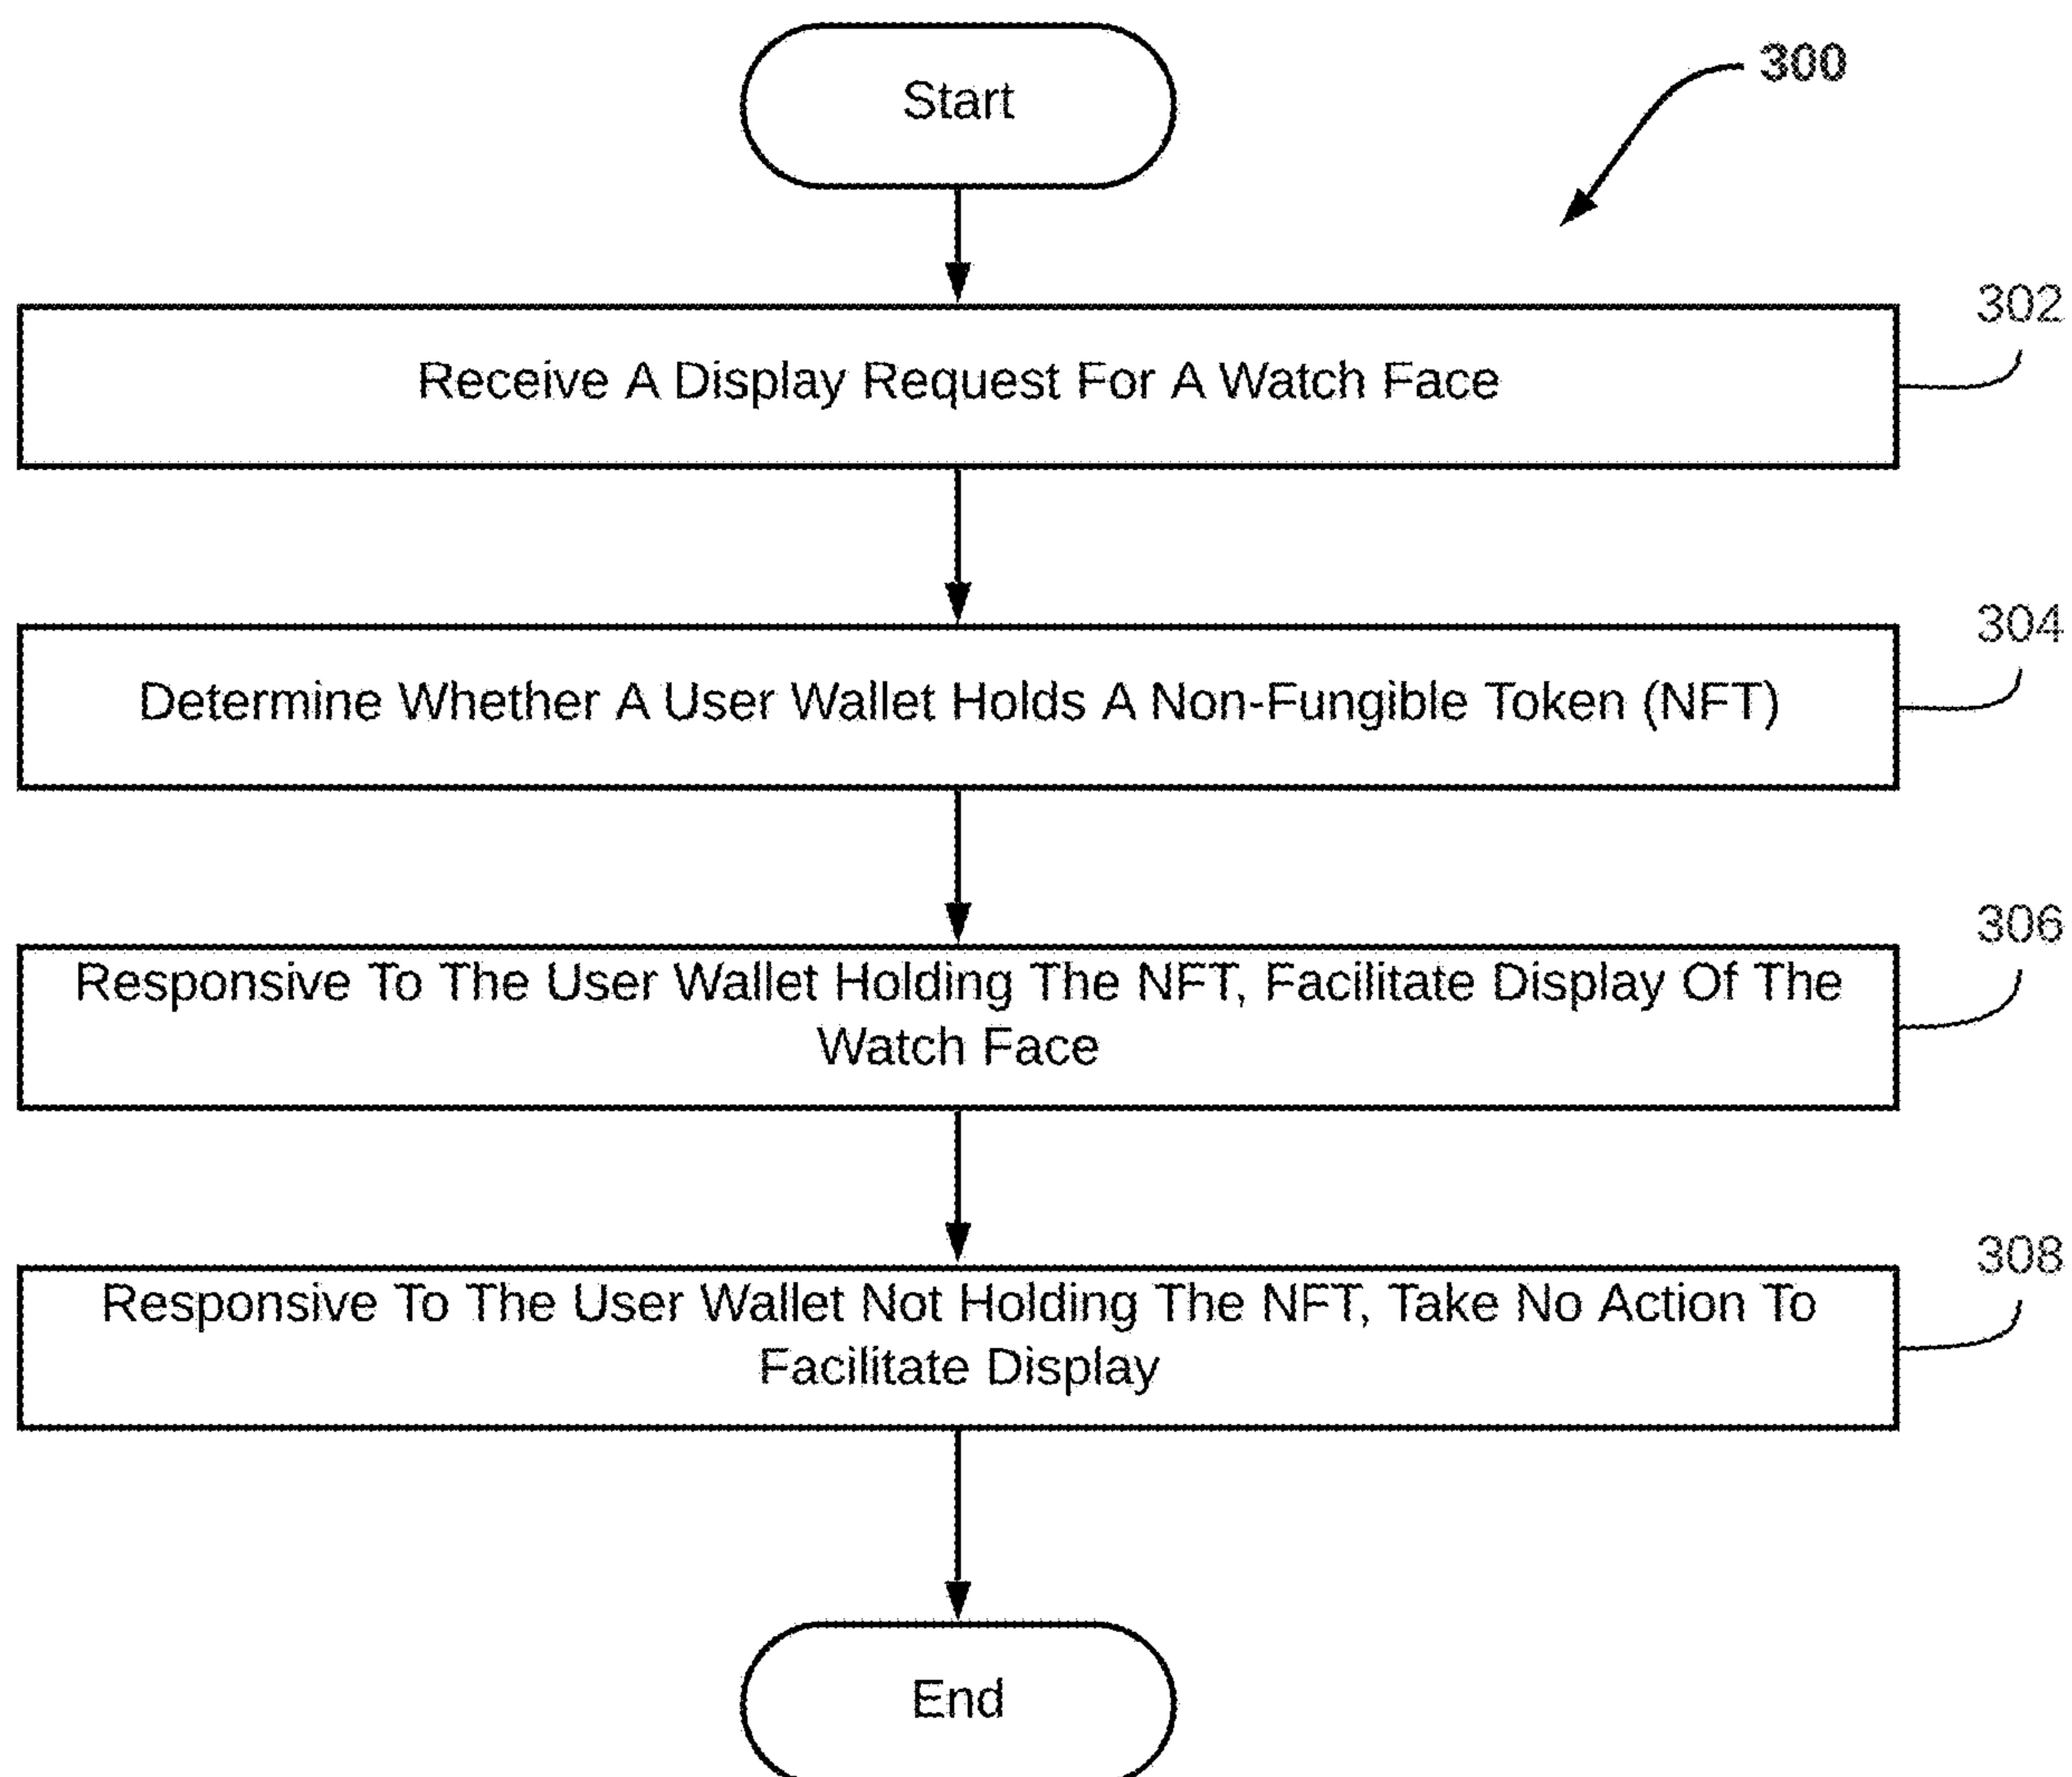 Start
300
302
Receive A Display Request For A Watch Face
304
Determine Whether A User Wallet Holds A Non-Fungible Token (NFT)
306
Responsive To The User Wallet Holding The NFT, Facilitate Display Of The
Watch Face
308
Responsive To The User Wallet Not Holding The NFT, Take No Action To
Facilitate Display
End